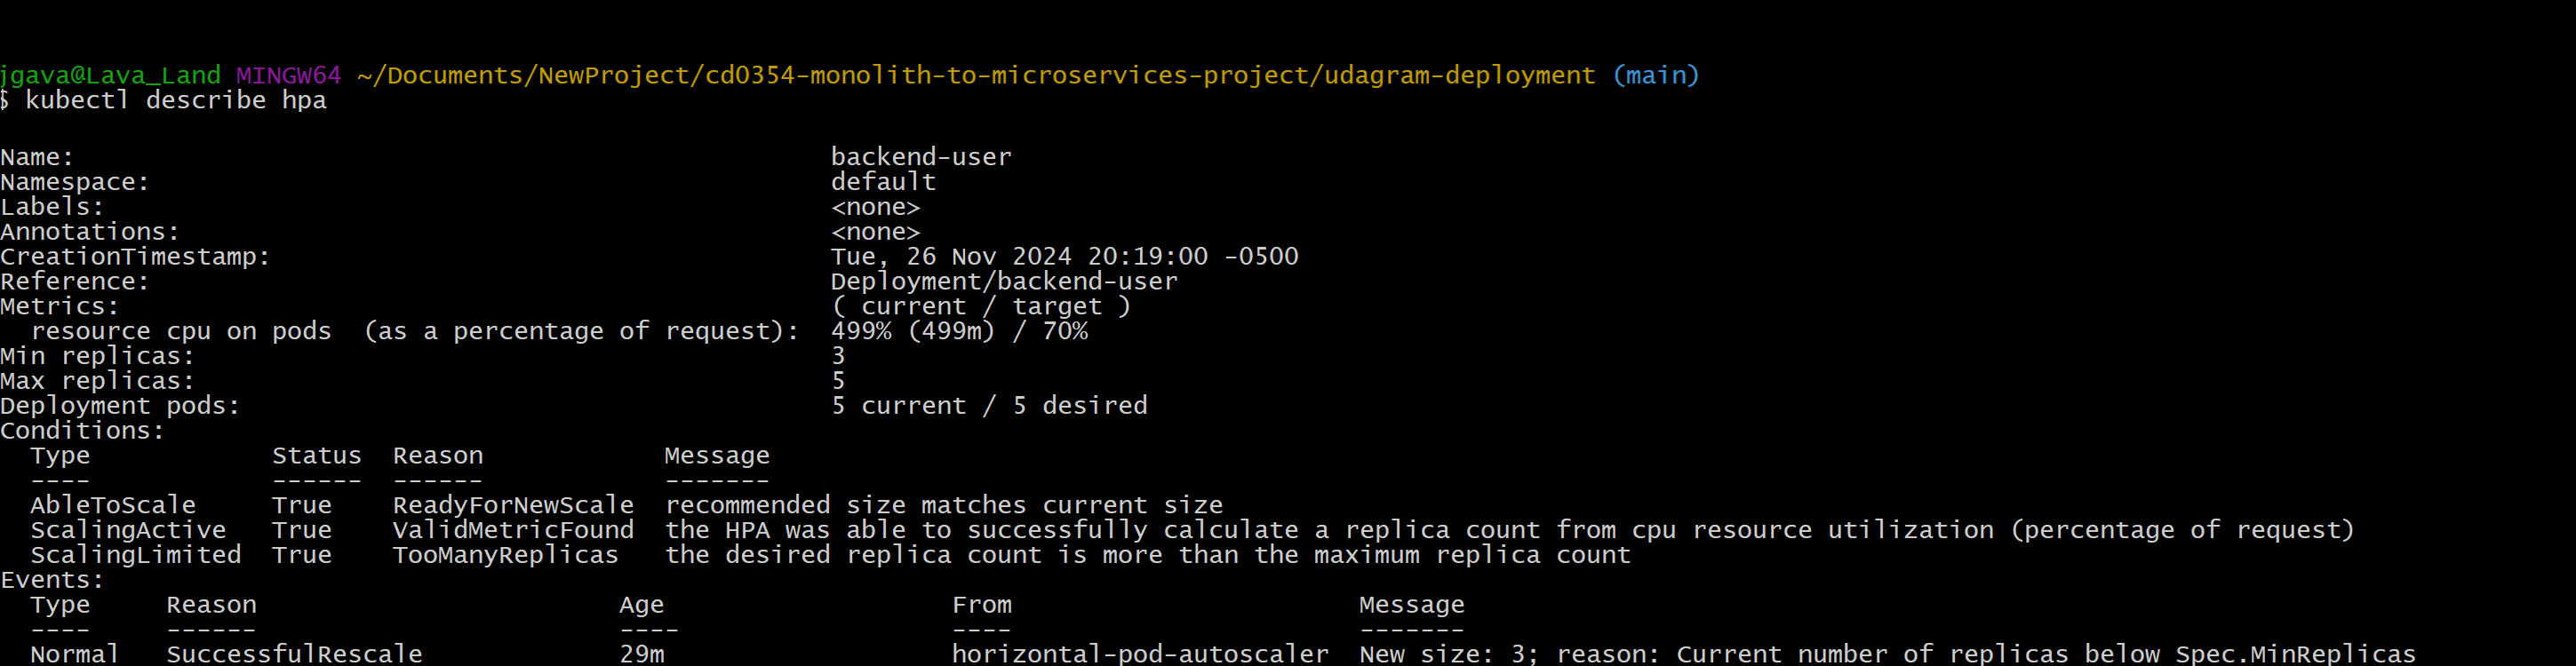 jgava@Lava_Land MINGW64 ~/Documents/NewProject/cd0354-monolith-to-microservices-project/udagram-deployment (main)
$ kubectl describe hpa
Name: backend-user
Namespace: default
Labels: <none>
Annotations: <none>
CreationTimestamp: Tue, 26 Nov 2024 20:19:00 -0500
Reference: Deployment/backend-user
Metrics: ( current / target )
resource cpu on pods (as a percentage of request): 499% (499m) / 70%
Min replicas: 3
Max replicas: 5
Deployment pods: 5 current / 5 desired
Conditions:
Type Status Reason Message
---- ------ ------ -------
AbleToScale True ReadyForNewScale recommended size matches current size
ScalingActive True ValidMetricFound the HPA was able to successfully calculate a replica count from cpu resource utilization (percentage of request)
ScalingLimited True TooManyReplicas the desired replica count is more than the maximum replica count
Events:
Type Reason Age From Message
---- ------ ---- ---- -------
Normal SuccessfulRescale 29m horizontal-pod-autoscaler New size: 3; reason: Current number of replicas below Spec.MinReplicas